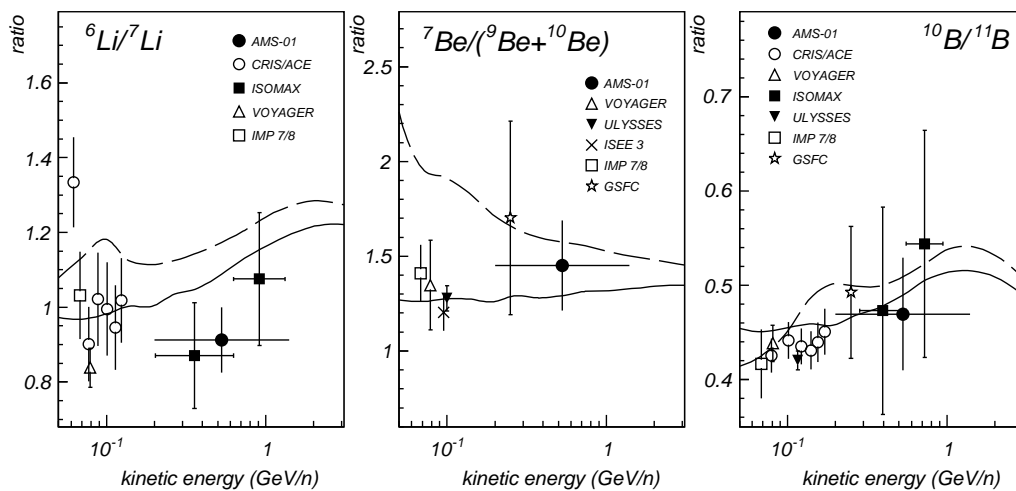 ratio
⁶Li/⁷Li
AMS-01
CRIS/ACE
ISOMAX
VOYAGER
IMP 7/8
1.6
1.4
1.2
1
0.8
10⁻¹
1
kinetic energy (GeV/n)
ratio
⁷Be/(⁹Be+¹⁰Be)
AMS-01
VOYAGER
ULYSSES
ISEE 3
IMP 7/8
GSFC
2.5
2
1.5
1
10⁻¹
1
kinetic energy (GeV/n)
ratio
¹⁰B/¹¹B
AMS-01
CRIS/ACE
VOYAGER
ISOMAX
ULYSSES
IMP 7/8
GSFC
0.7
0.6
0.5
0.4
10⁻¹
1
kinetic energy (GeV/n)